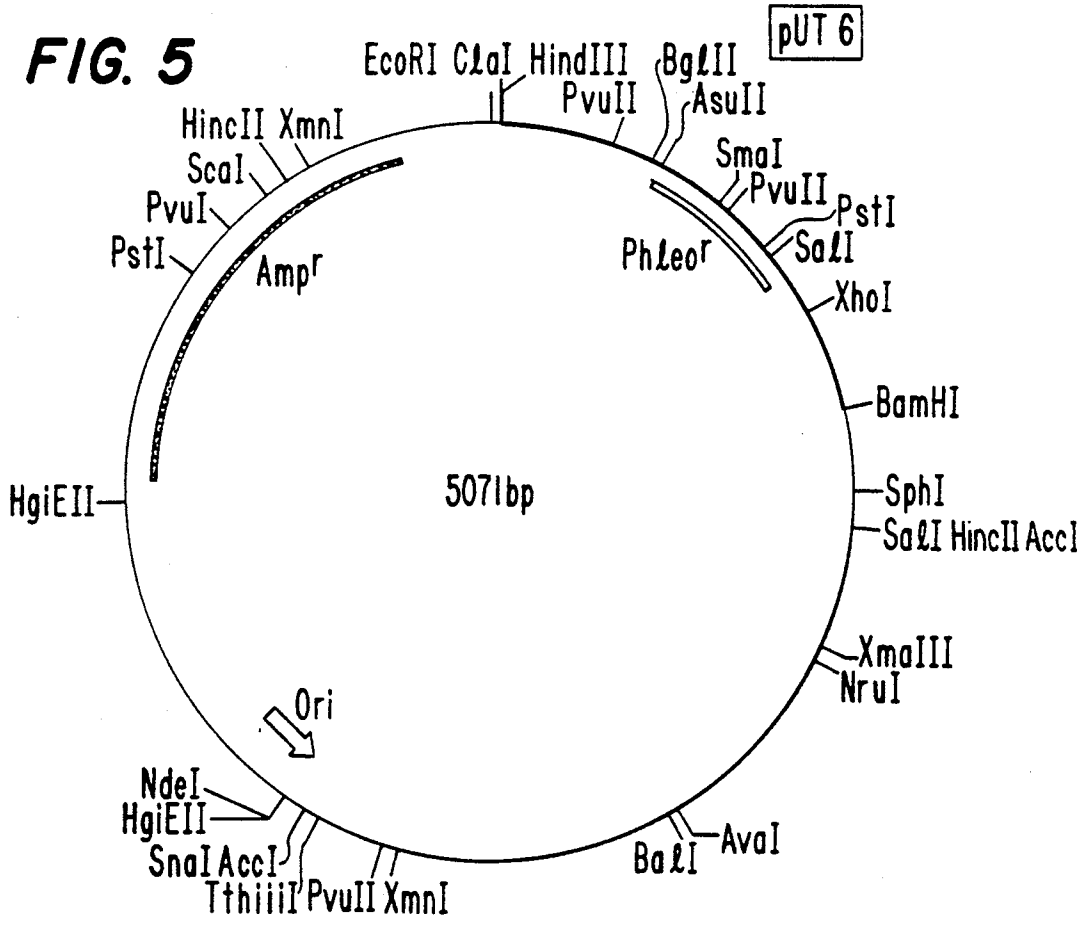 FIG. 5
pUT 6
EcoRI ClaI HindIII
PvuII
BglII
AsuII
SmaI
PvuII
PstI
SalI
XhoI
BamHI
SphI
SalI HincII AccI
XmaIII
NruI
AvaI
BalI
XmnI
PvuII
TthiiiI
SnaI AccI
HgiEII
NdeI
Ori
HgiEII
PstI
PvuI
ScaI
HincII XmnI
Ampr
Phleor
5071bp